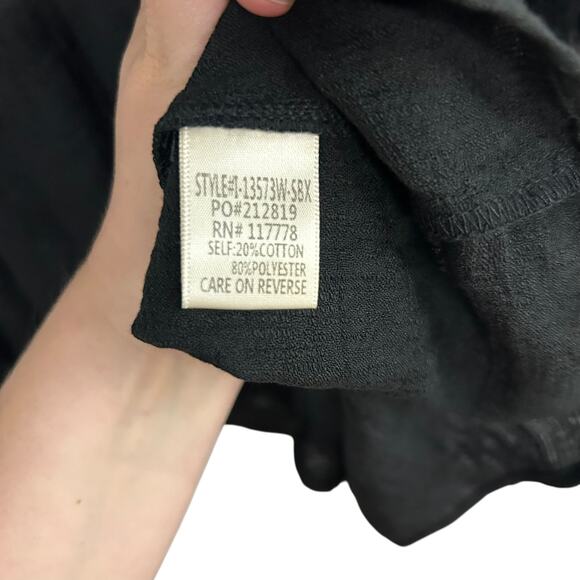 STYLE#T-13573W-SBX
PO#212819
RN# 117778
SELF:20%COTTON
80%POLYESTER
CARE ON REVERSE